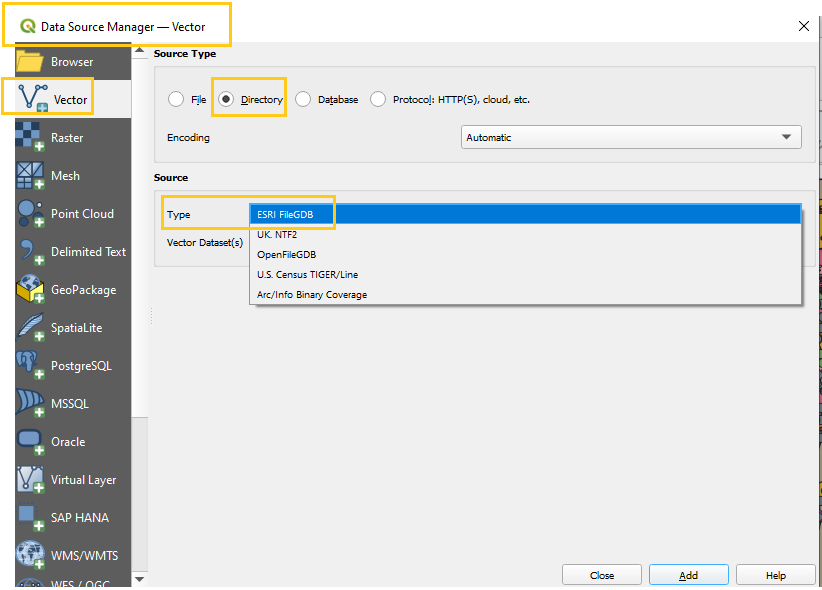 Data Source Manager — Vector
Browser
Vector
Raster
Mesh
Point Cloud
Delimited Text
GeoPackage
SpatiaLite
PostgreSQL
MSSQL
Oracle
Virtual Layer
SAP HANA
WMS/WMTS
WFS / OGC
Source Type
File Directory Database Protocol: HTTP(S), cloud, etc.
Encoding Automatic
Source
Type ESRI FileGDB
UK. NTF2
Vector Dataset(s)
OpenFileGDB
U.S. Census TIGER/Line
Arc/Info Binary Coverage
Close Add Help